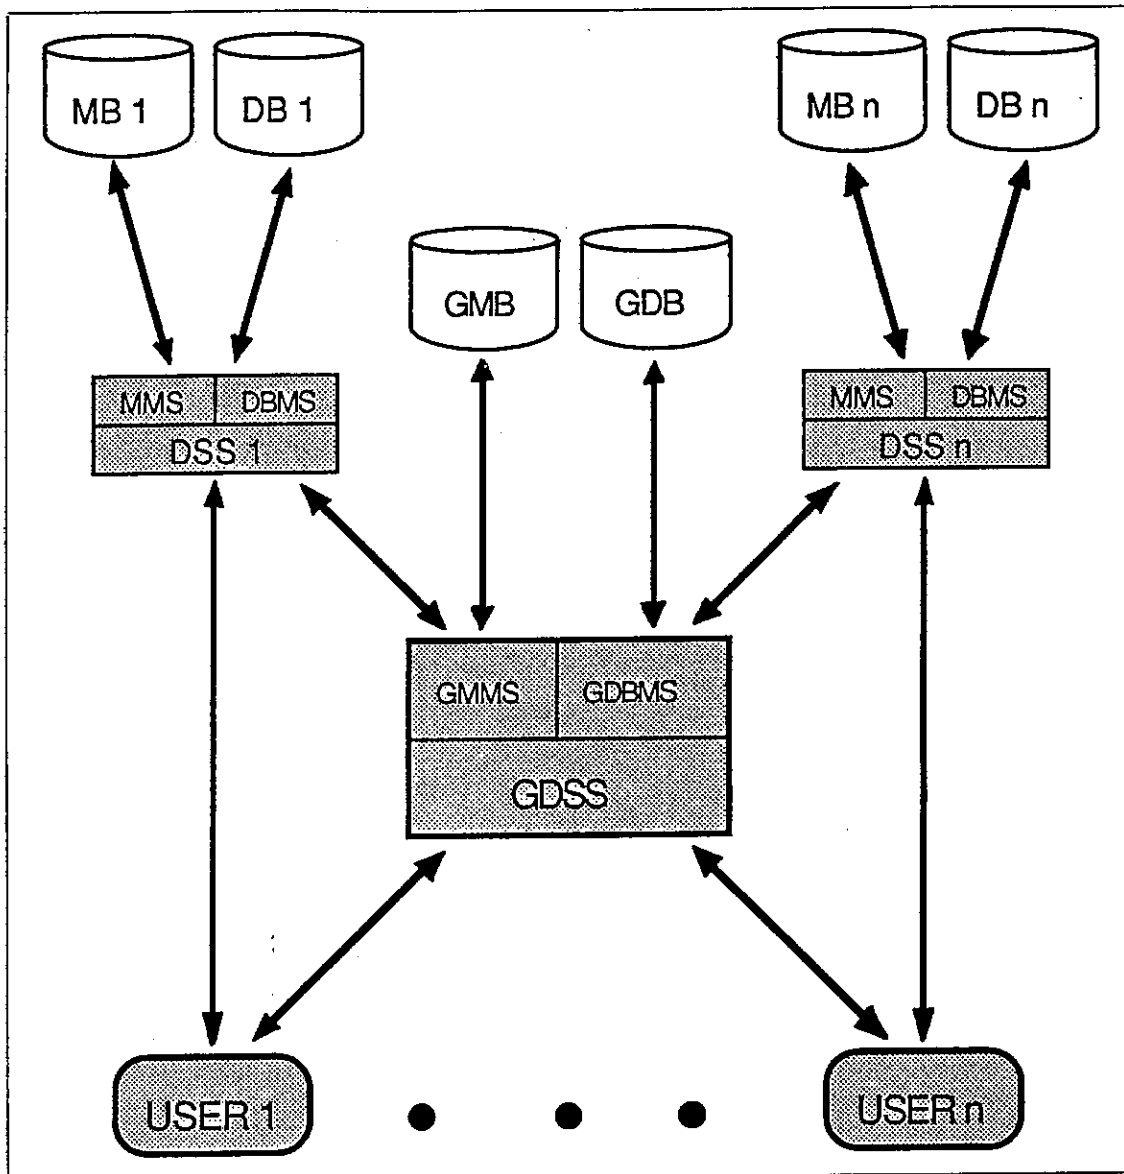 MB 1
DB 1
MB n
DB n
GMB
GDB
MMS
DBMS
DSS 1
MMS
DBMS
DSS n
GMMS
GDBMS
GDSS
USER 1
USER n